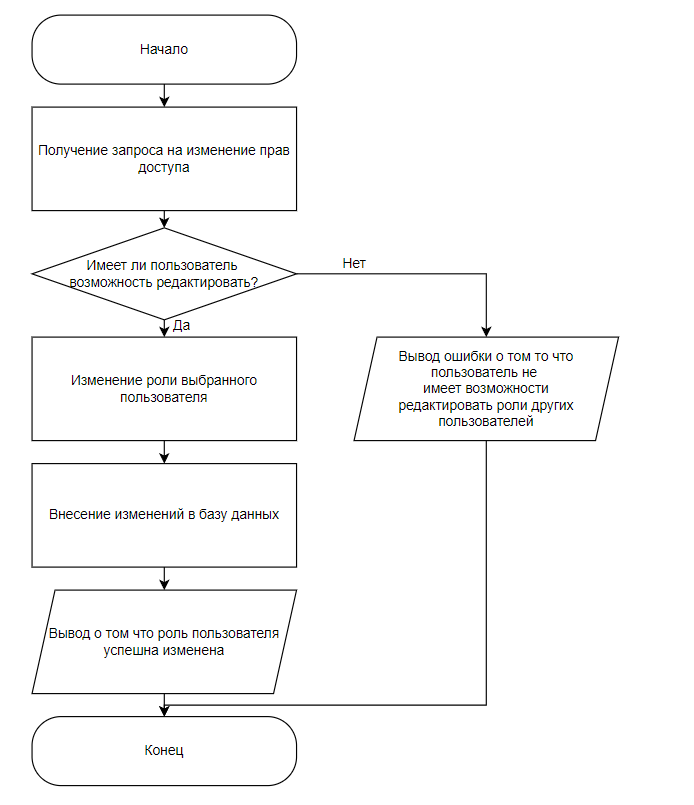 Начало
Получение запроса на изменение прав
доступа
Имеет ли пользователь
возможность редактировать?
Нет
Да
Изменение роли выбранного
пользователя
Вывод ошибки о том то что
пользователь не
имеет возможности
редактировать роли других
пользователей
Внесение изменений в базу данных
Вывод о том что роль пользователя
успешна изменена
Конец